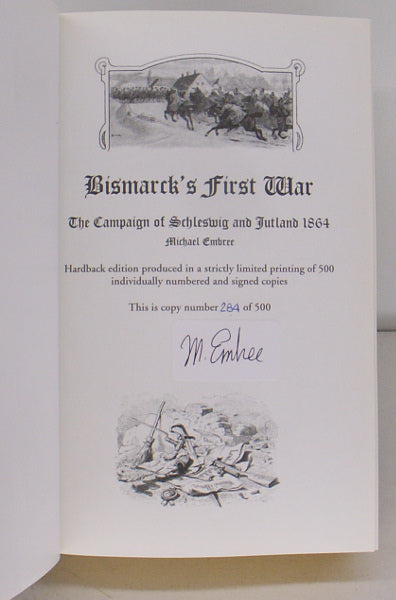 Bismarck's First War
The Campaign of Schleswig and Jutland 1864
Michael Embree
Hardback edition produced in a strictly limited printing of 500
individually numbered and signed copies
This is copy number 284 of 500
M. Embree